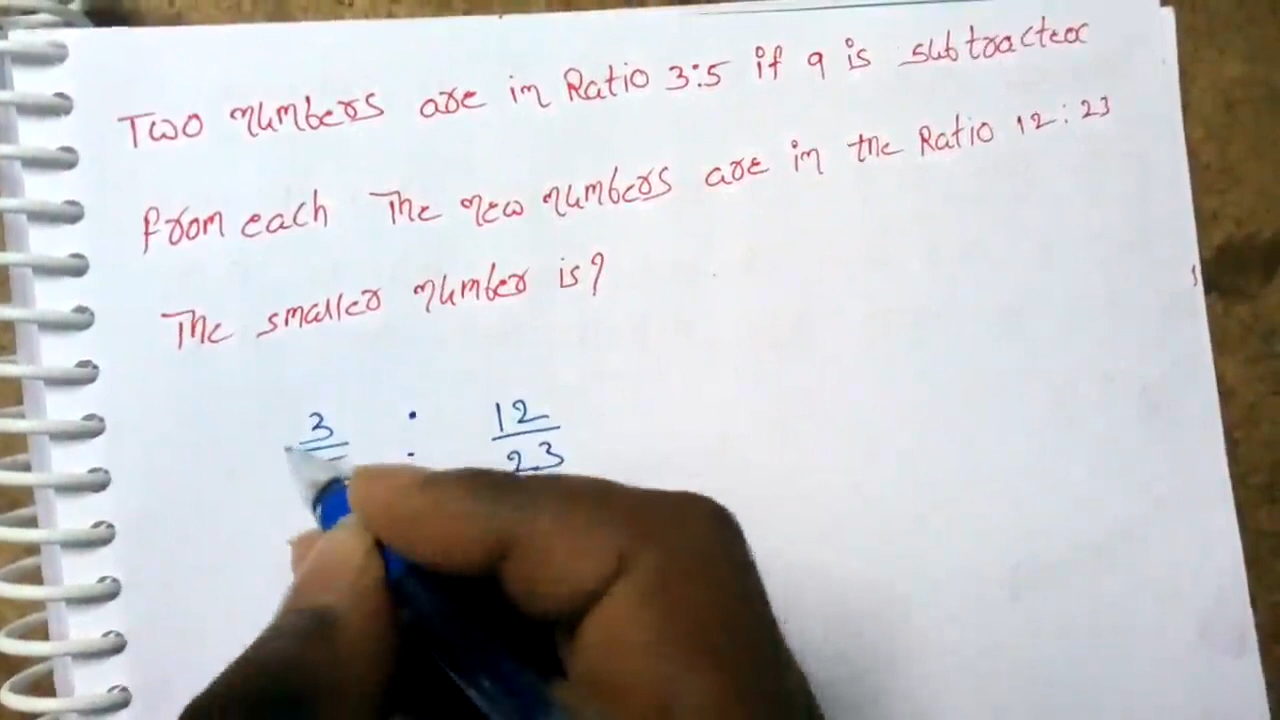 Two numbers are in Ratio 3:5 if 9 is subtracted
from each The new numbers are in the Ratio 12:23
The smaller number is?
3 : 12
23